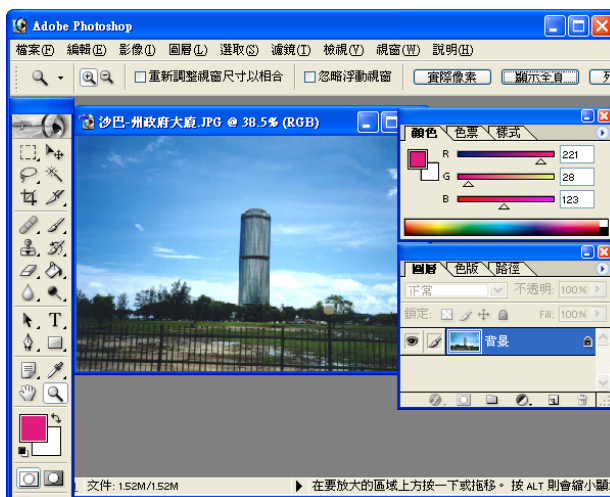 Adobe Photoshop
檔案(F) 編輯(E) 影像(I) 圖層(L) 選取(S) 濾鏡(T) 檢視(V) 視窗(W) 說明(H)
重新調整視窗尺寸以相合 忽略浮動視窗 實際像素 顯示全頁
沙巴-州政府大廈.JPG @ 38.5% (RGB)
顏色 色票 樣式
R 221
G 28
B 123
圖層 色版 路徑
正常 不透明: 100%
鎖定: Fill: 100%
背景
文件: 1.52M/1.52M 在要放大的區域上方按一下或拖移。按 ALT 則會縮小顯